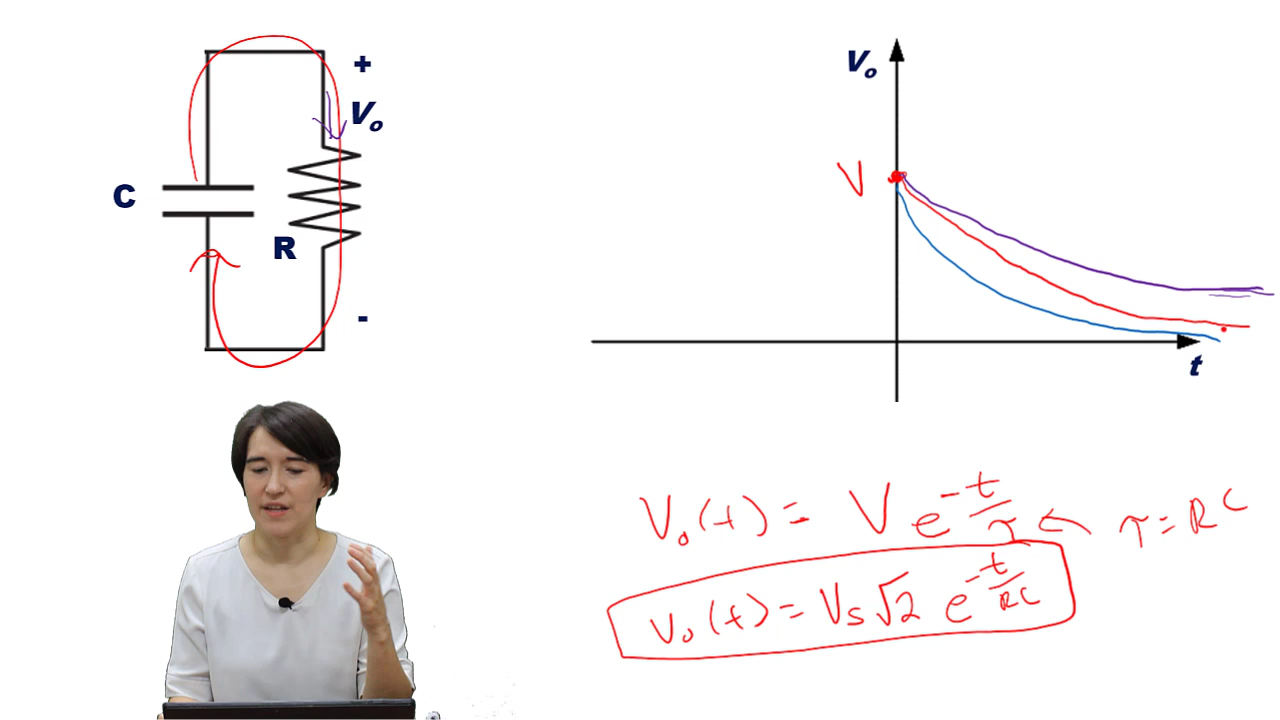 +
Vo
C
R
-
Vo
V
t
Vo(t) = V e^(-t/τ) ← τ = RC
Vo(t) = Vs√2 e^(-t/RC)